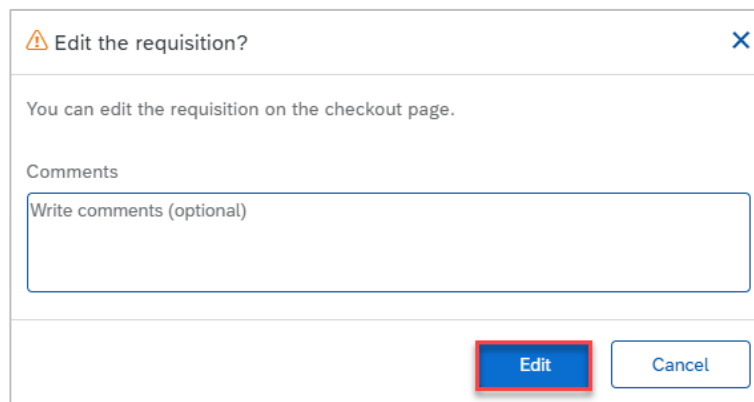 Edit the requisition?
You can edit the requisition on the checkout page.
Comments
Write comments (optional)
Edit Cancel